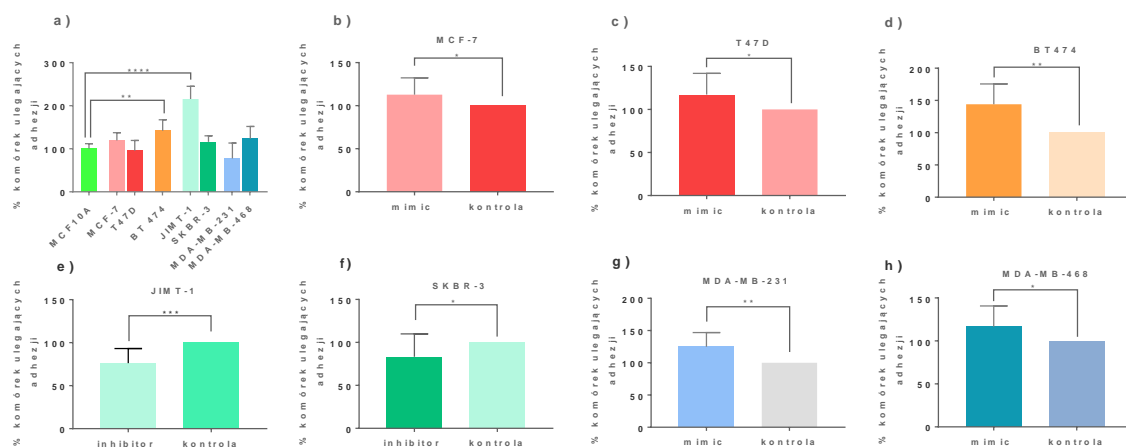 a)
% komórek ulegających
adhezji
300
200
100
0
****
**
MCF10A
MCF-7
T47D
BT 474
JIMT-1
SKBR-3
MDA-MB-231
MDA-MB-468
b)
MCF-7
% komórek ulegających
adhezji
150
100
50
0
*
mimic kontrola
c)
T47D
% komórek ulegających
adhezji
150
100
50
0
*
mimic kontrola
d)
BT474
% komórek ulegających
adhezji
200
150
100
50
0
**
mimic kontrola
e)
JIMT-1
% komórek ulegających
adhezji
150
100
50
0
***
inhibitor kontrola
f)
SKBR-3
% komórek ulegających
adhezji
150
100
50
0
*
inhibitor kontrola
g)
MDA-MB-231
% komórek ulegających
adhezji
200
150
100
50
0
**
mimic kontrola
h)
MDA-MB-468
% komórek ulegających
adhezji
150
100
50
0
*
mimic kontrola